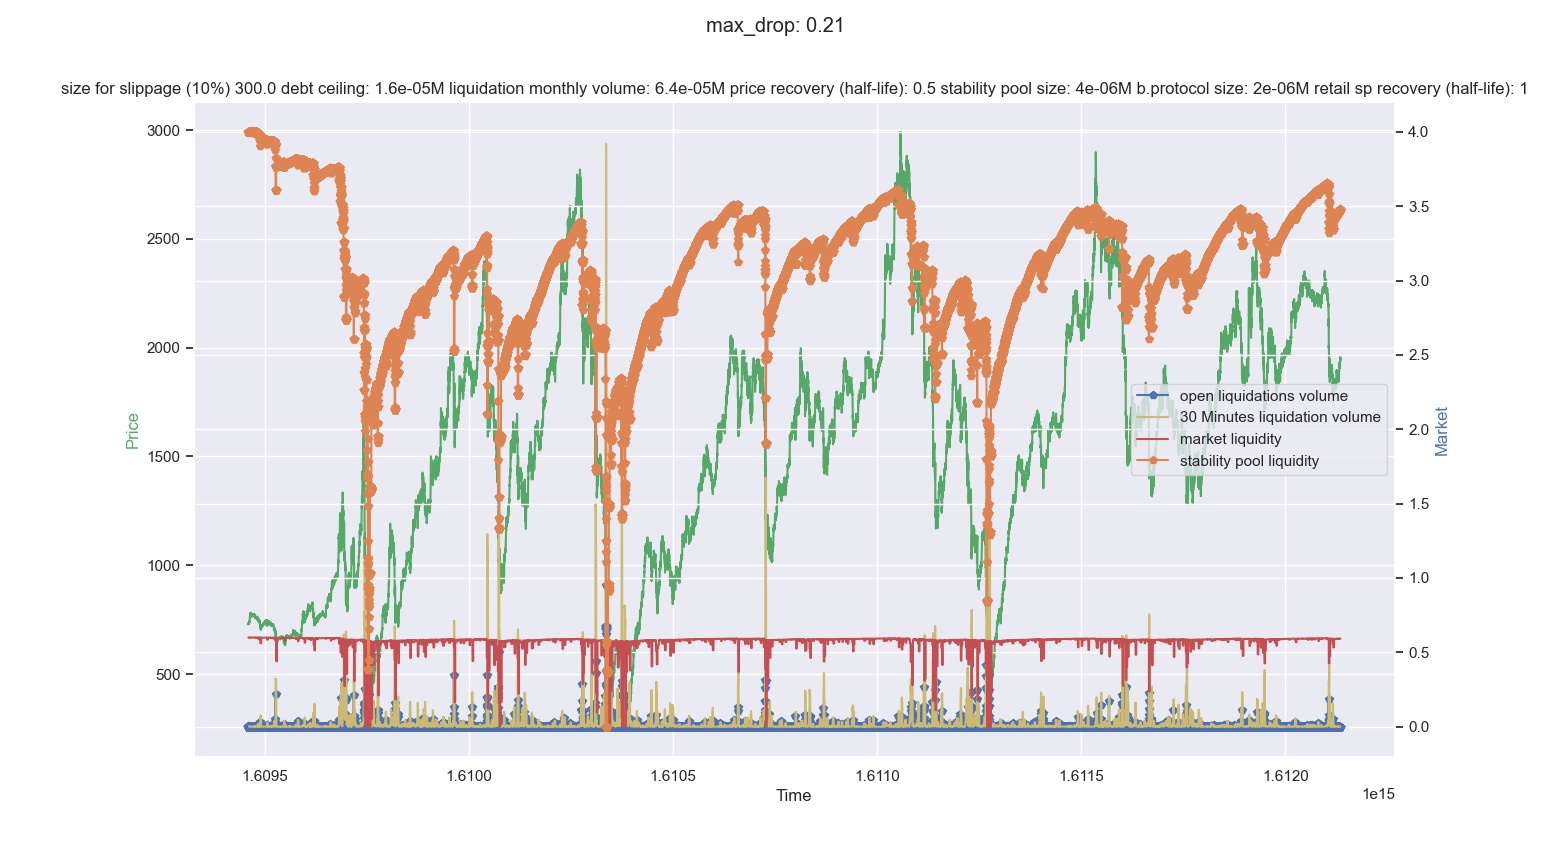 max_drop: 0.21
size for slippage (10%) 300.0 debt ceiling: 1.6e-05M liquidation monthly volume: 6.4e-05M price recovery (half-life): 0.5 stability pool size: 4e-06M b.protocol size: 2e-06M retail sp recovery (half-life): 1
3000
2500
2000
1500
1000
500
Price
4.0
3.5
3.0
2.5
2.0
1.5
1.0
0.5
0.0
Market
open liquidations volume
30 Minutes liquidation volume
market liquidity
stability pool liquidity
1.6095
1.6100
1.6105
1.6110
1.6115
1.6120
Time
1e15